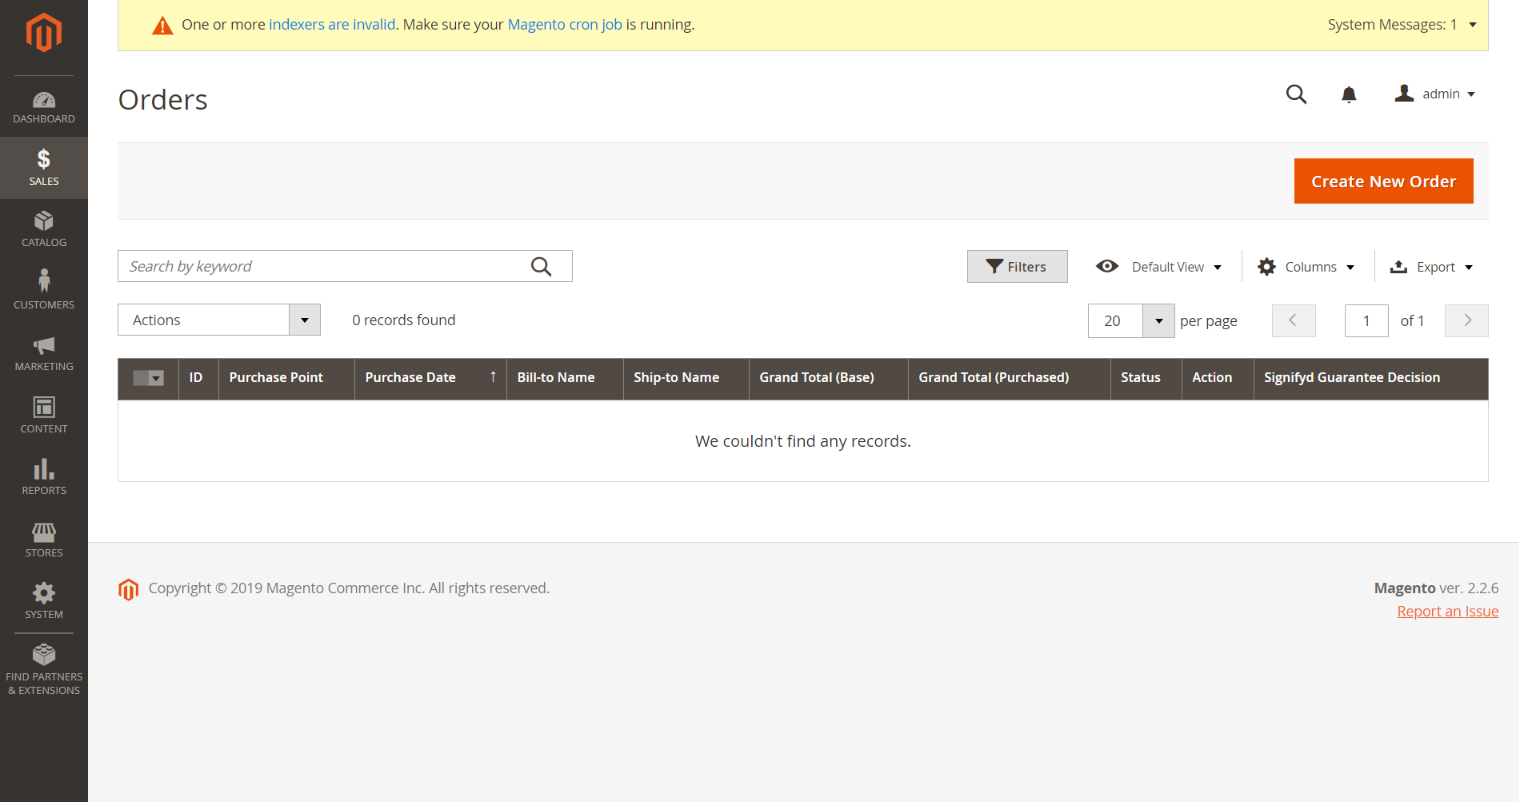 One or more indexers are invalid. Make sure your Magento cron job is running.
System Messages: 1
DASHBOARD
SALES
CATALOG
CUSTOMERS
MARKETING
CONTENT
REPORTS
STORES
SYSTEM
FIND PARTNERS
& EXTENSIONS
Orders
admin
Create New Order
Search by keyword
Filters
Default View
Columns
Export
Actions
0 records found
20 per page
1 of 1
ID Purchase Point Purchase Date ↑ Bill-to Name Ship-to Name Grand Total (Base) Grand Total (Purchased) Status Action Signifyd Guarantee Decision
We couldn't find any records.
Copyright © 2019 Magento Commerce Inc. All rights reserved.
Magento ver. 2.2.6
Report an Issue